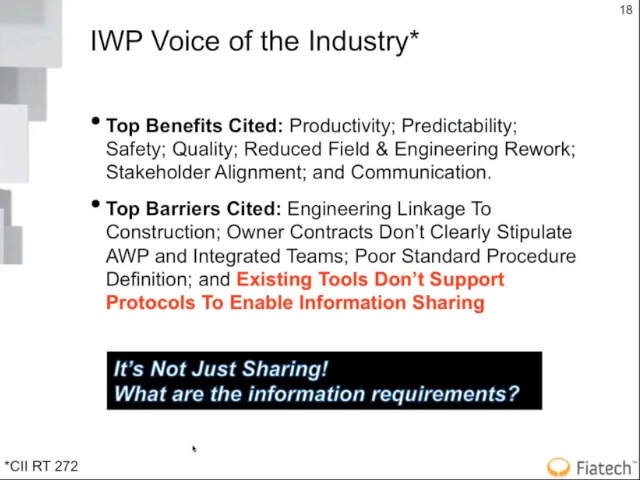 18
IWP Voice of the Industry*
• Top Benefits Cited: Productivity; Predictability;
Safety; Quality; Reduced Field & Engineering Rework;
Stakeholder Alignment; and Communication.
• Top Barriers Cited: Engineering Linkage To
Construction; Owner Contracts Don't Clearly Stipulate
AWP and Integrated Teams; Poor Standard Procedure
Definition; and Existing Tools Don't Support
Protocols To Enable Information Sharing
It's Not Just Sharing!
What are the information requirements?
*CII RT 272
Fiatech™